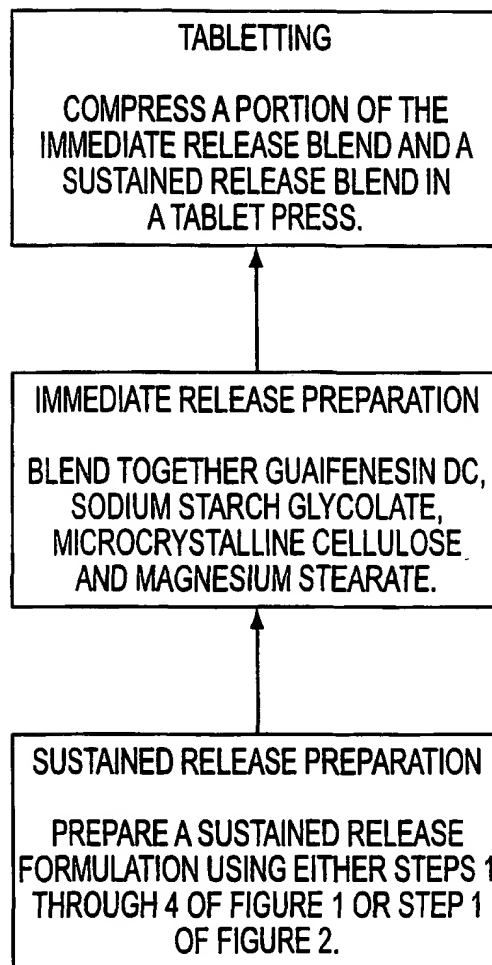 TABLETTING
COMPRESS A PORTION OF THE
IMMEDIATE RELEASE BLEND AND A
SUSTAINED RELEASE BLEND IN
A TABLET PRESS.
IMMEDIATE RELEASE PREPARATION
BLEND TOGETHER GUAIFENESIN DC,
SODIUM STARCH GLYCOLATE,
MICROCRYSTALLINE CELLULOSE
AND MAGNESIUM STEARATE.
SUSTAINED RELEASE PREPARATION
PREPARE A SUSTAINED RELEASE
FORMULATION USING EITHER STEPS 1
THROUGH 4 OF FIGURE 1 OR STEP 1
OF FIGURE 2.